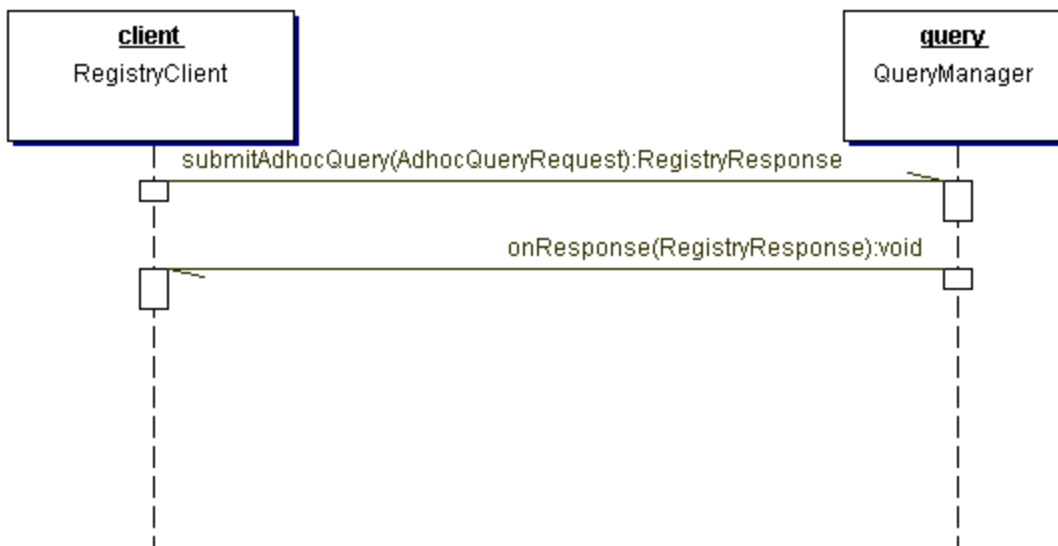 client
RegistryClient
query
QueryManager
submitAdhocQuery(AdhocQueryRequest):RegistryResponse
onResponse(RegistryResponse):void